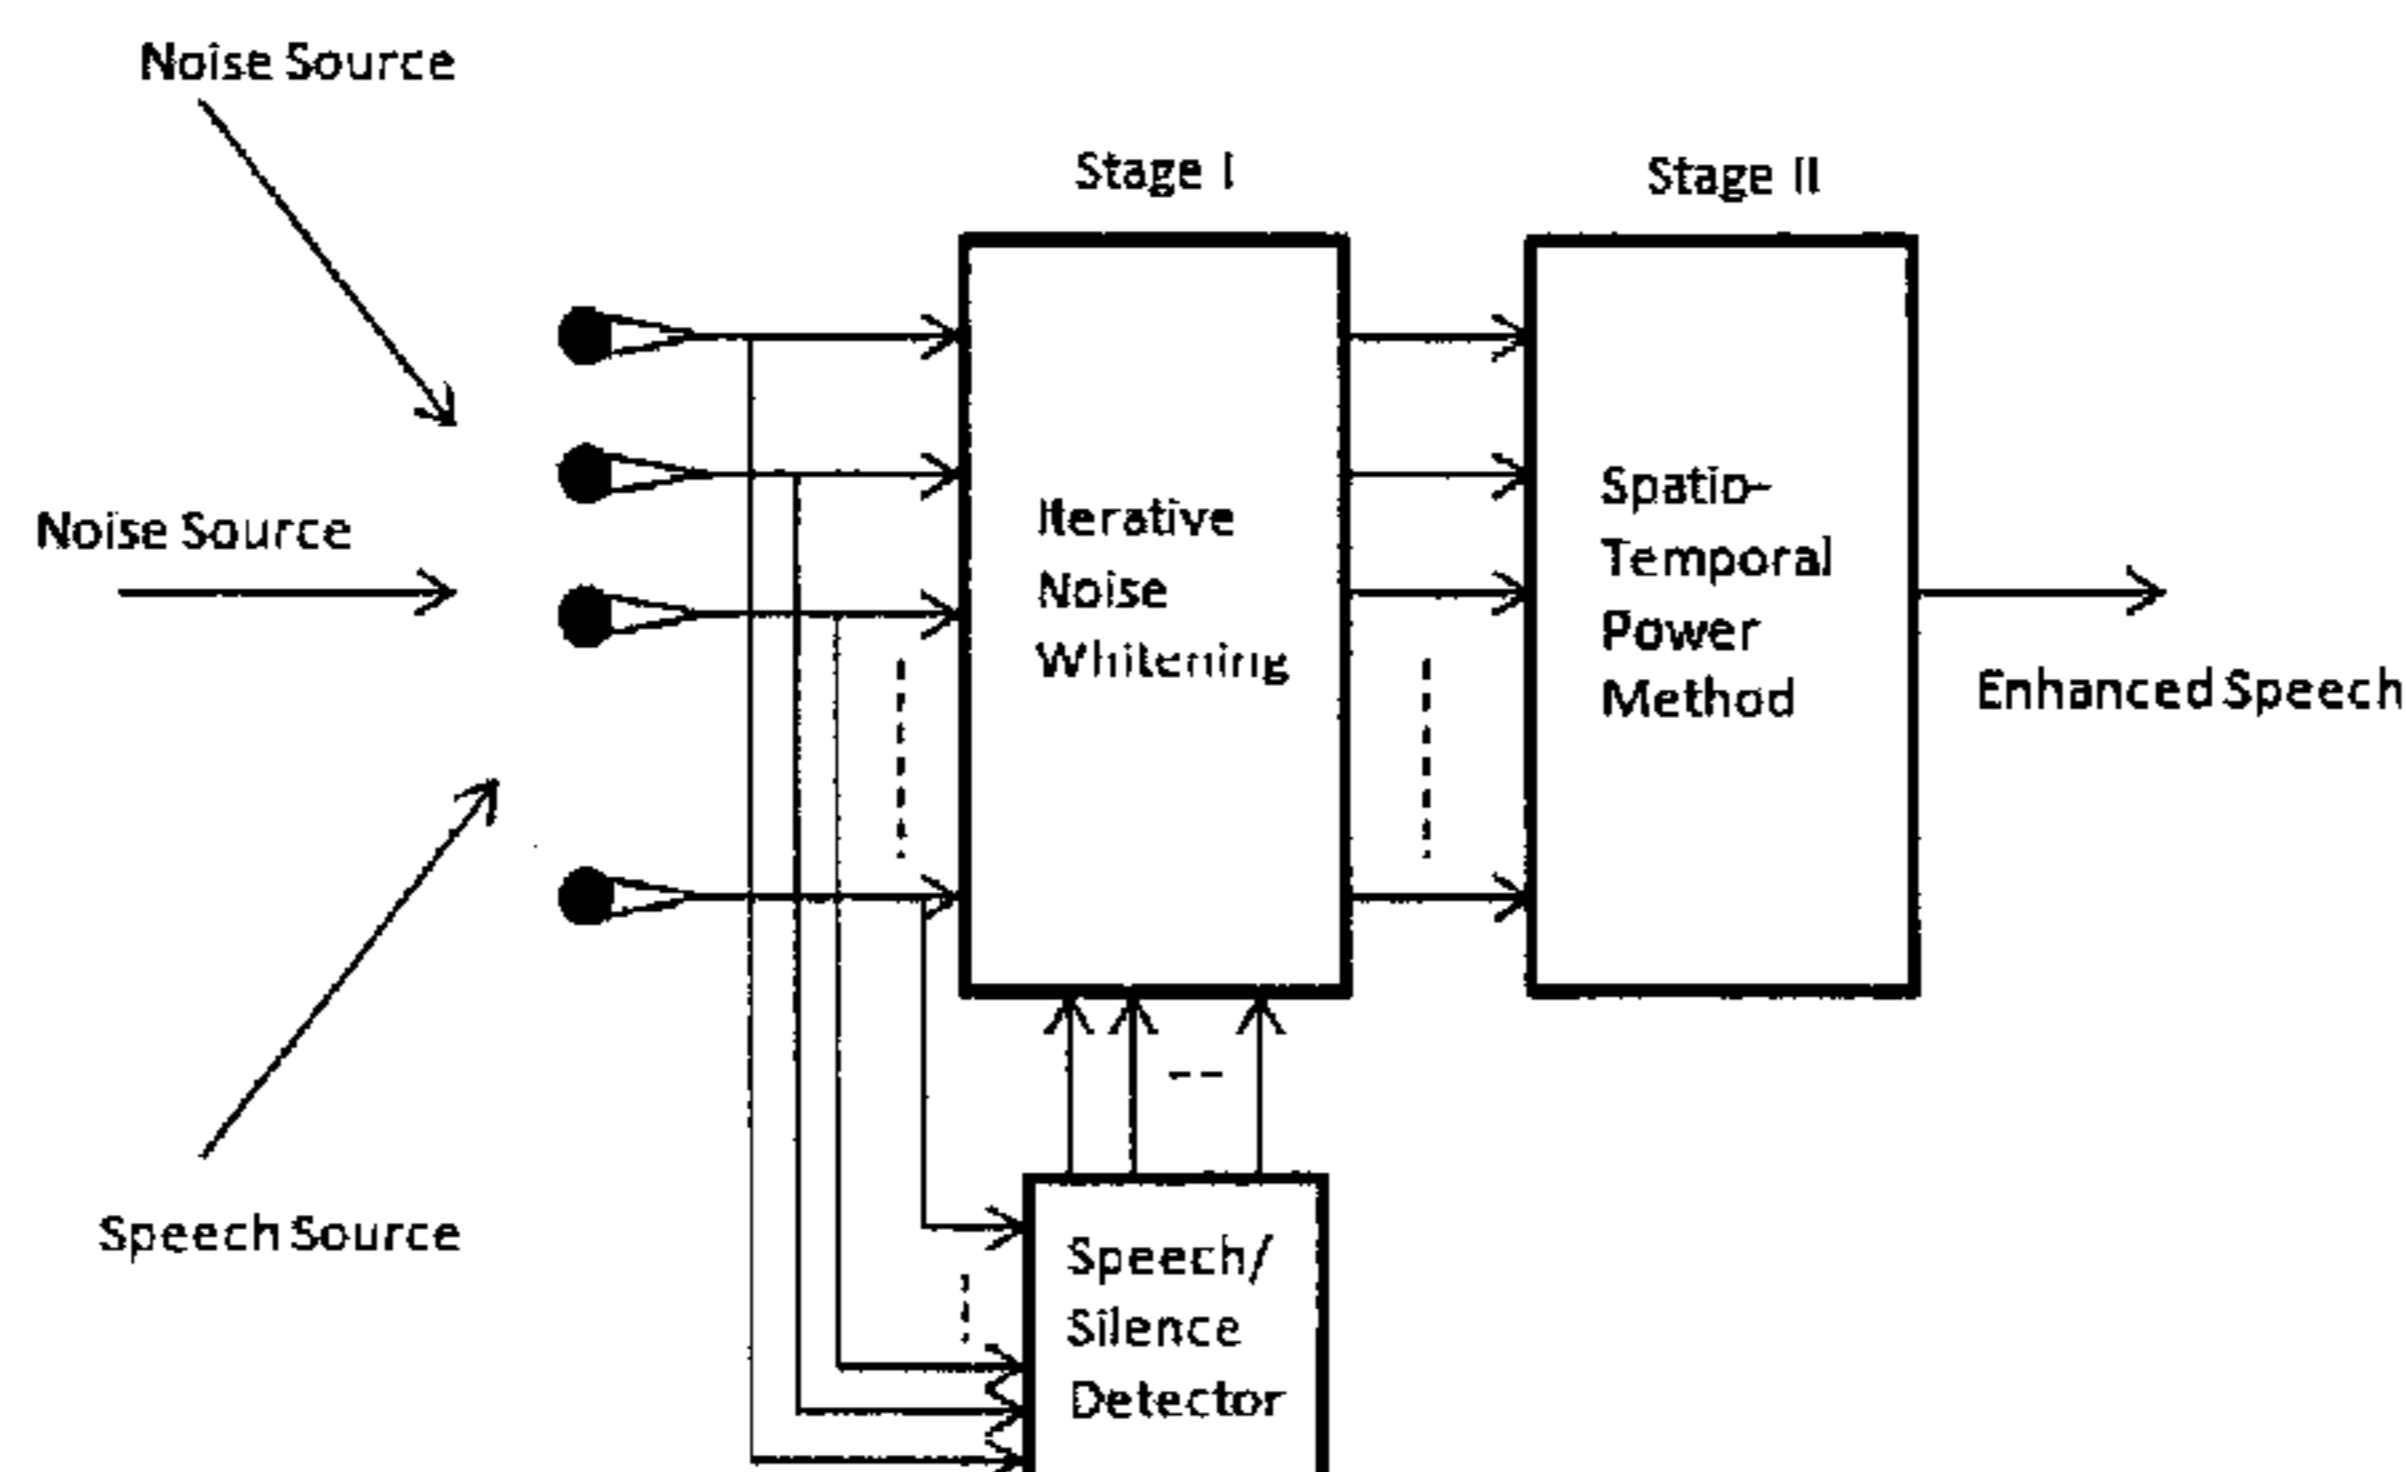 Noise Source
Stage I
Stage II
Noise Source
Iterative
Noise
Whitening
Spatio-
Temporal
Power
Method
Enhanced Speech
Speech Source
Speech/
Silence
Detector